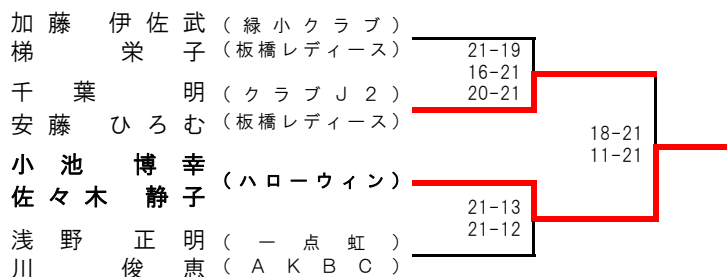 加藤 伊佐武 (緑小クラブ)
梯 栄子 (板橋レディース)
21-19
16-21
20-21
千葉 明 (クラブJ2)
安藤 ひろむ (板橋レディース)
18-21
11-21
小池 博幸 (ハローウィン)
佐々木 静子
21-13
21-12
浅野 正明 (一点虹)
川 俊恵 (AKBC)